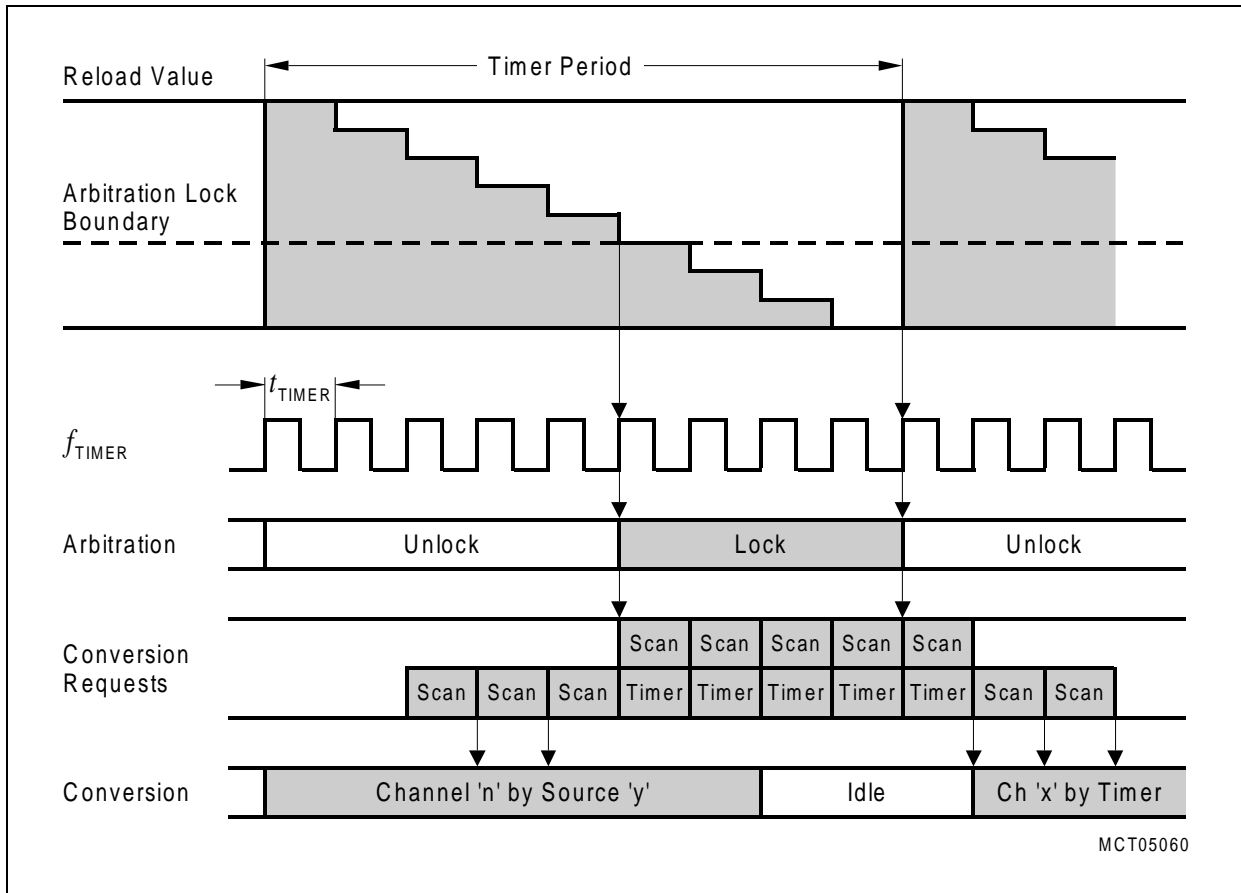 Timer Period
Reload Value
Arbitration Lock
Boundary
tTIMER
fTIMER
Arbitration
Unlock
Lock
Unlock
Conversion
Requests
Scan Scan Scan Scan Scan
Scan Scan Scan Timer Timer Timer Timer Timer Scan Scan
Conversion
Channel 'n' by Source 'y'
Idle
Ch 'x' by Timer
MCT05060